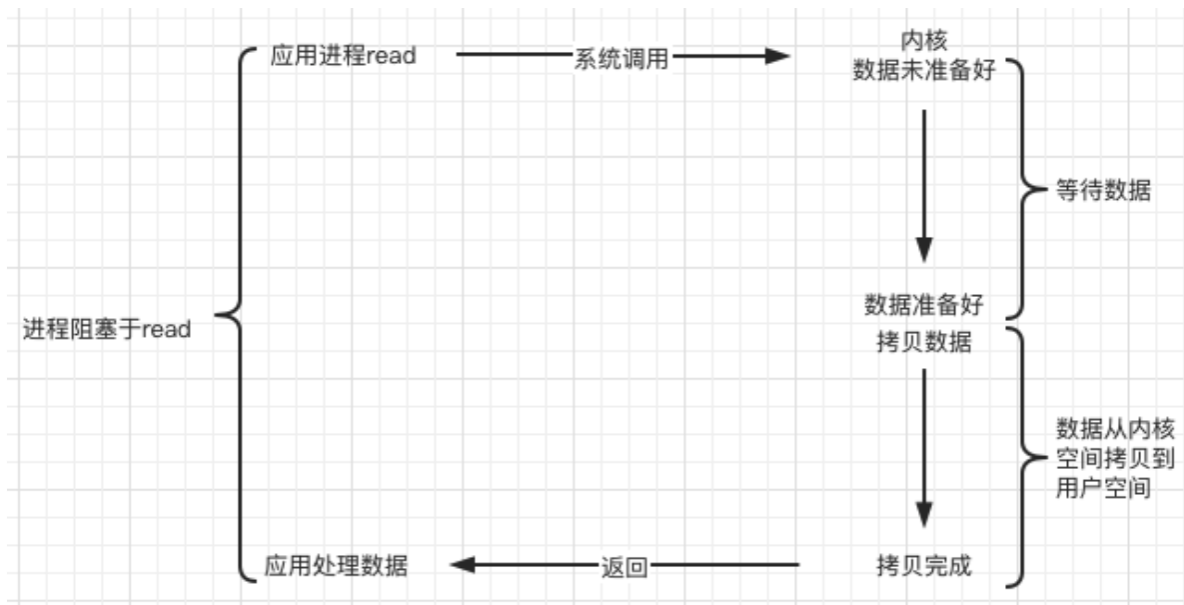 应用进程read
系统调用
内核
数据未准备好
等待数据
数据准备好
进程阻塞于read
拷贝数据
数据从内核
空间拷贝到
用户空间
应用处理数据
返回
拷贝完成